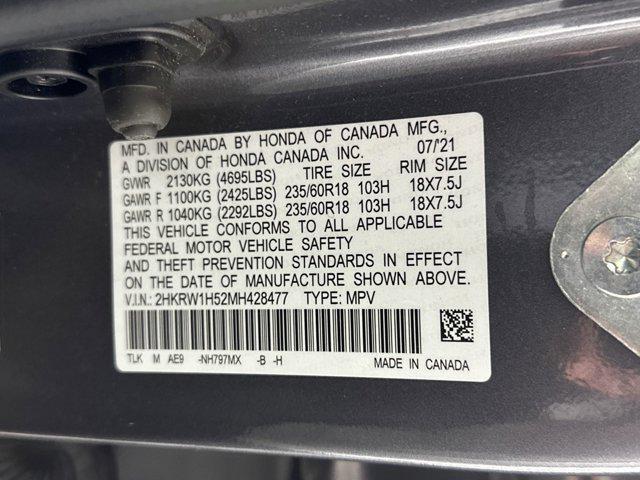 MFD. IN CANADA BY HONDA OF CANADA MFG.,
A DIVISION OF HONDA CANADA INC. 07/'21
GVWR 2130KG (4695LBS) TIRE SIZE RIM SIZE
GAWR F 1100KG (2425LBS) 235/60R18 103H 18X7.5J
GAWR R 1040KG (2292LBS) 235/60R18 103H 18X7.5J
THIS VEHICLE CONFORMS TO ALL APPLICABLE
FEDERAL MOTOR VEHICLE SAFETY
AND THEFT PREVENTION STANDARDS IN EFFECT
ON THE DATE OF MANUFACTURE SHOWN ABOVE.
V.I.N.: 2HKRW1H52MH428477 TYPE: MPV
TLK M AE9 -NH797MX -B -H MADE IN CANADA